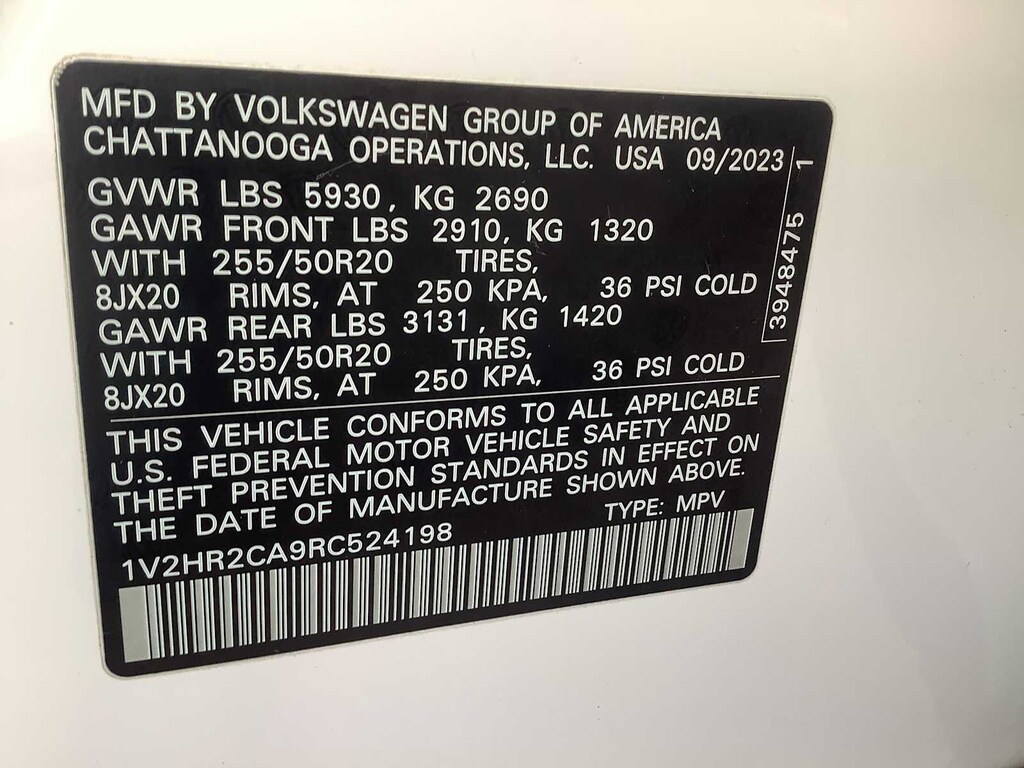 MFD BY VOLKSWAGEN GROUP OF AMERICA
CHATTANOOGA OPERATIONS, LLC. USA 09/2023
GVWR LBS 5930, KG 2690
GAWR FRONT LBS 2910, KG 1320
WITH 255/50R20 TIRES,
8JX20 RIMS, AT 250 KPA, 36 PSI COLD
GAWR REAR LBS 3131, KG 1420
WITH 255/50R20 TIRES,
8JX20 RIMS, AT 250 KPA, 36 PSI COLD
THIS VEHICLE CONFORMS TO ALL APPLICABLE
U.S. FEDERAL MOTOR VEHICLE SAFETY AND
THEFT PREVENTION STANDARDS IN EFFECT ON
THE DATE OF MANUFACTURE SHOWN ABOVE.
1V2HR2CA9RC524198 TYPE: MPV
3948475 1